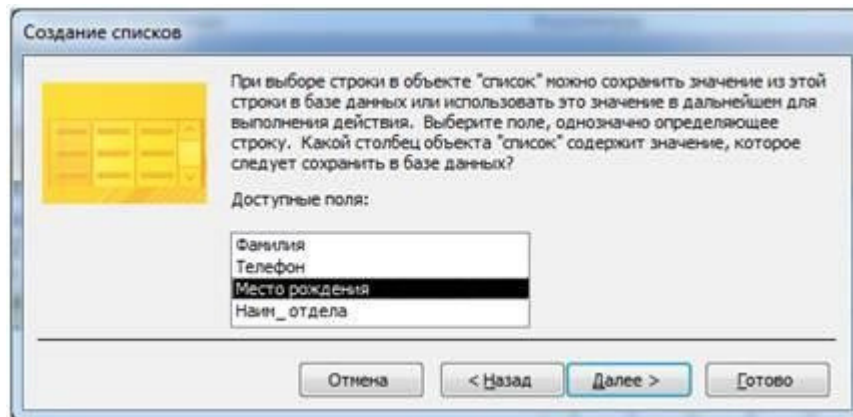 Создание списков
При выборе строки в объекте "список" можно сохранить значение из этой
строки в базе данных или использовать это значение в дальнейшем для
выполнения действия. Выберите поле, однозначно определяющее
строку. Какой столбец объекта "список" содержит значение, которое
следует сохранить в базе данных?
Доступные поля:
Фамилия
Телефон
Место рождения
Наим_отдела
Отмена
< Назад
Далее >
Готово